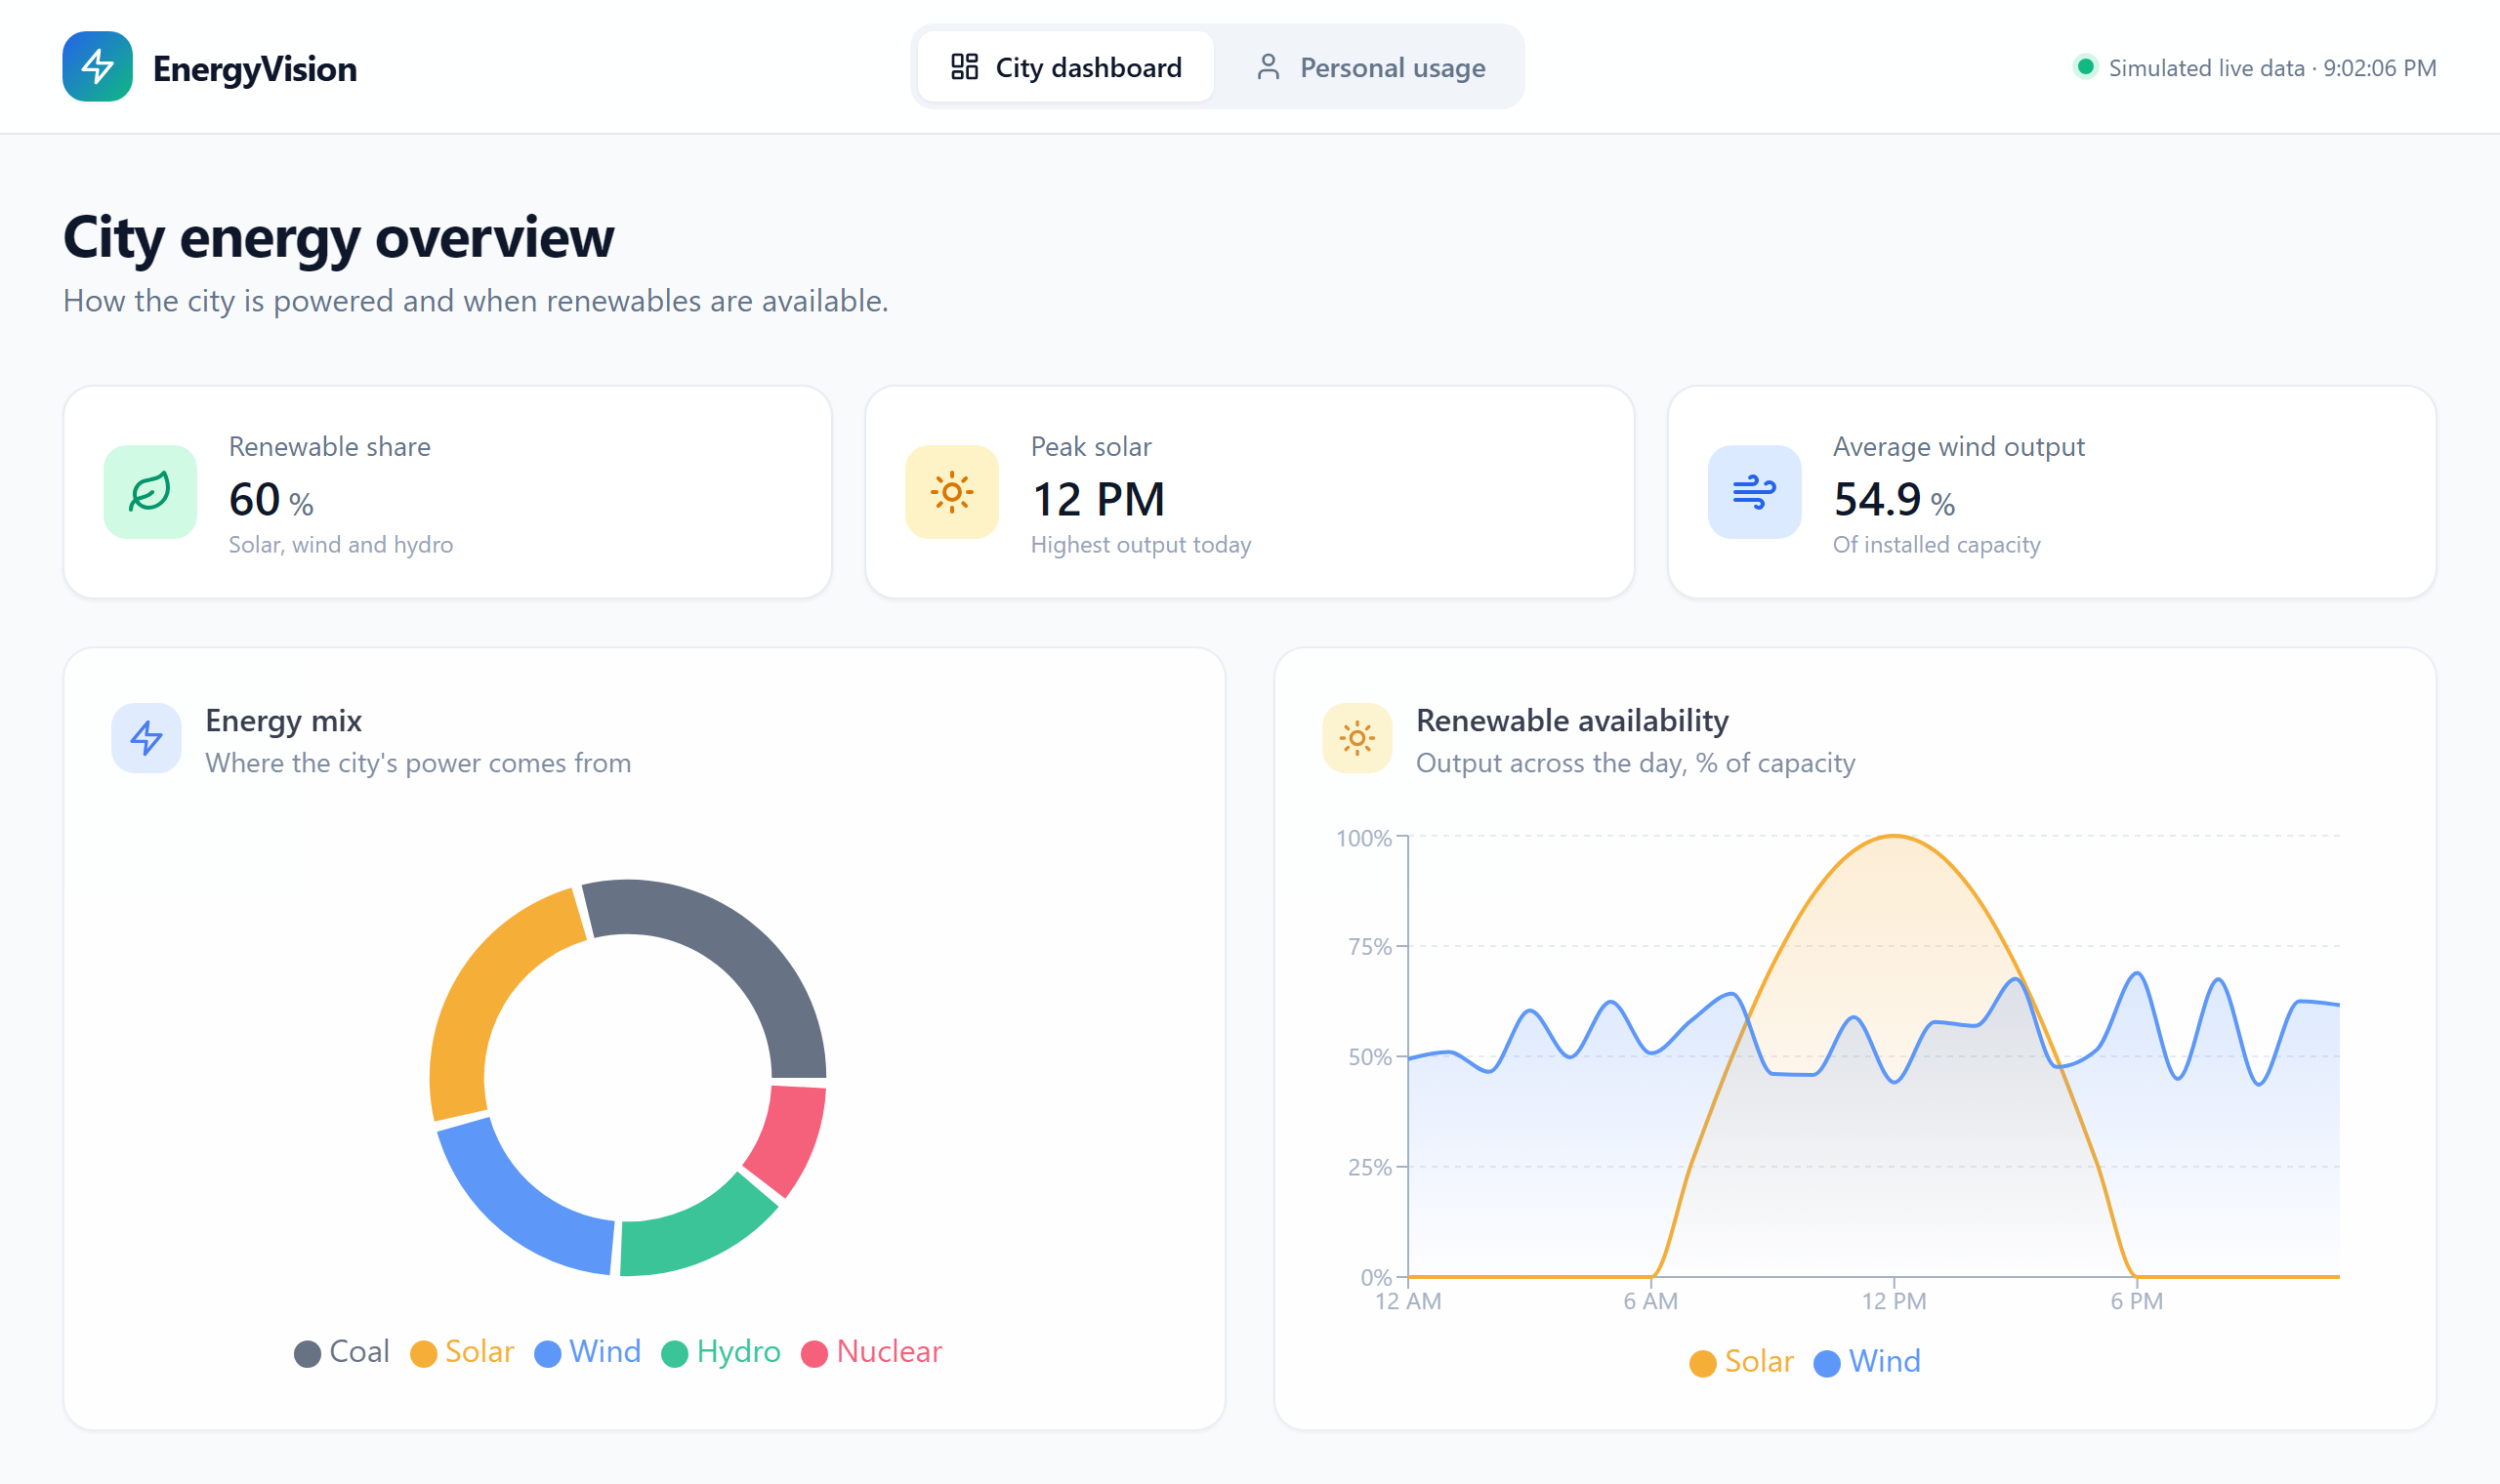 EnergyVision
City dashboard
Personal usage
Simulated live data · 9:02:06 PM
City energy overview
How the city is powered and when renewables are available.
Renewable share
60 %
Solar, wind and hydro
Peak solar
12 PM
Highest output today
Average wind output
54.9 %
Of installed capacity
Energy mix
Where the city's power comes from
Coal
Solar
Wind
Hydro
Nuclear
Renewable availability
Output across the day, % of capacity
100%
75%
50%
25%
0%
12 AM
6 AM
12 PM
6 PM
Solar
Wind